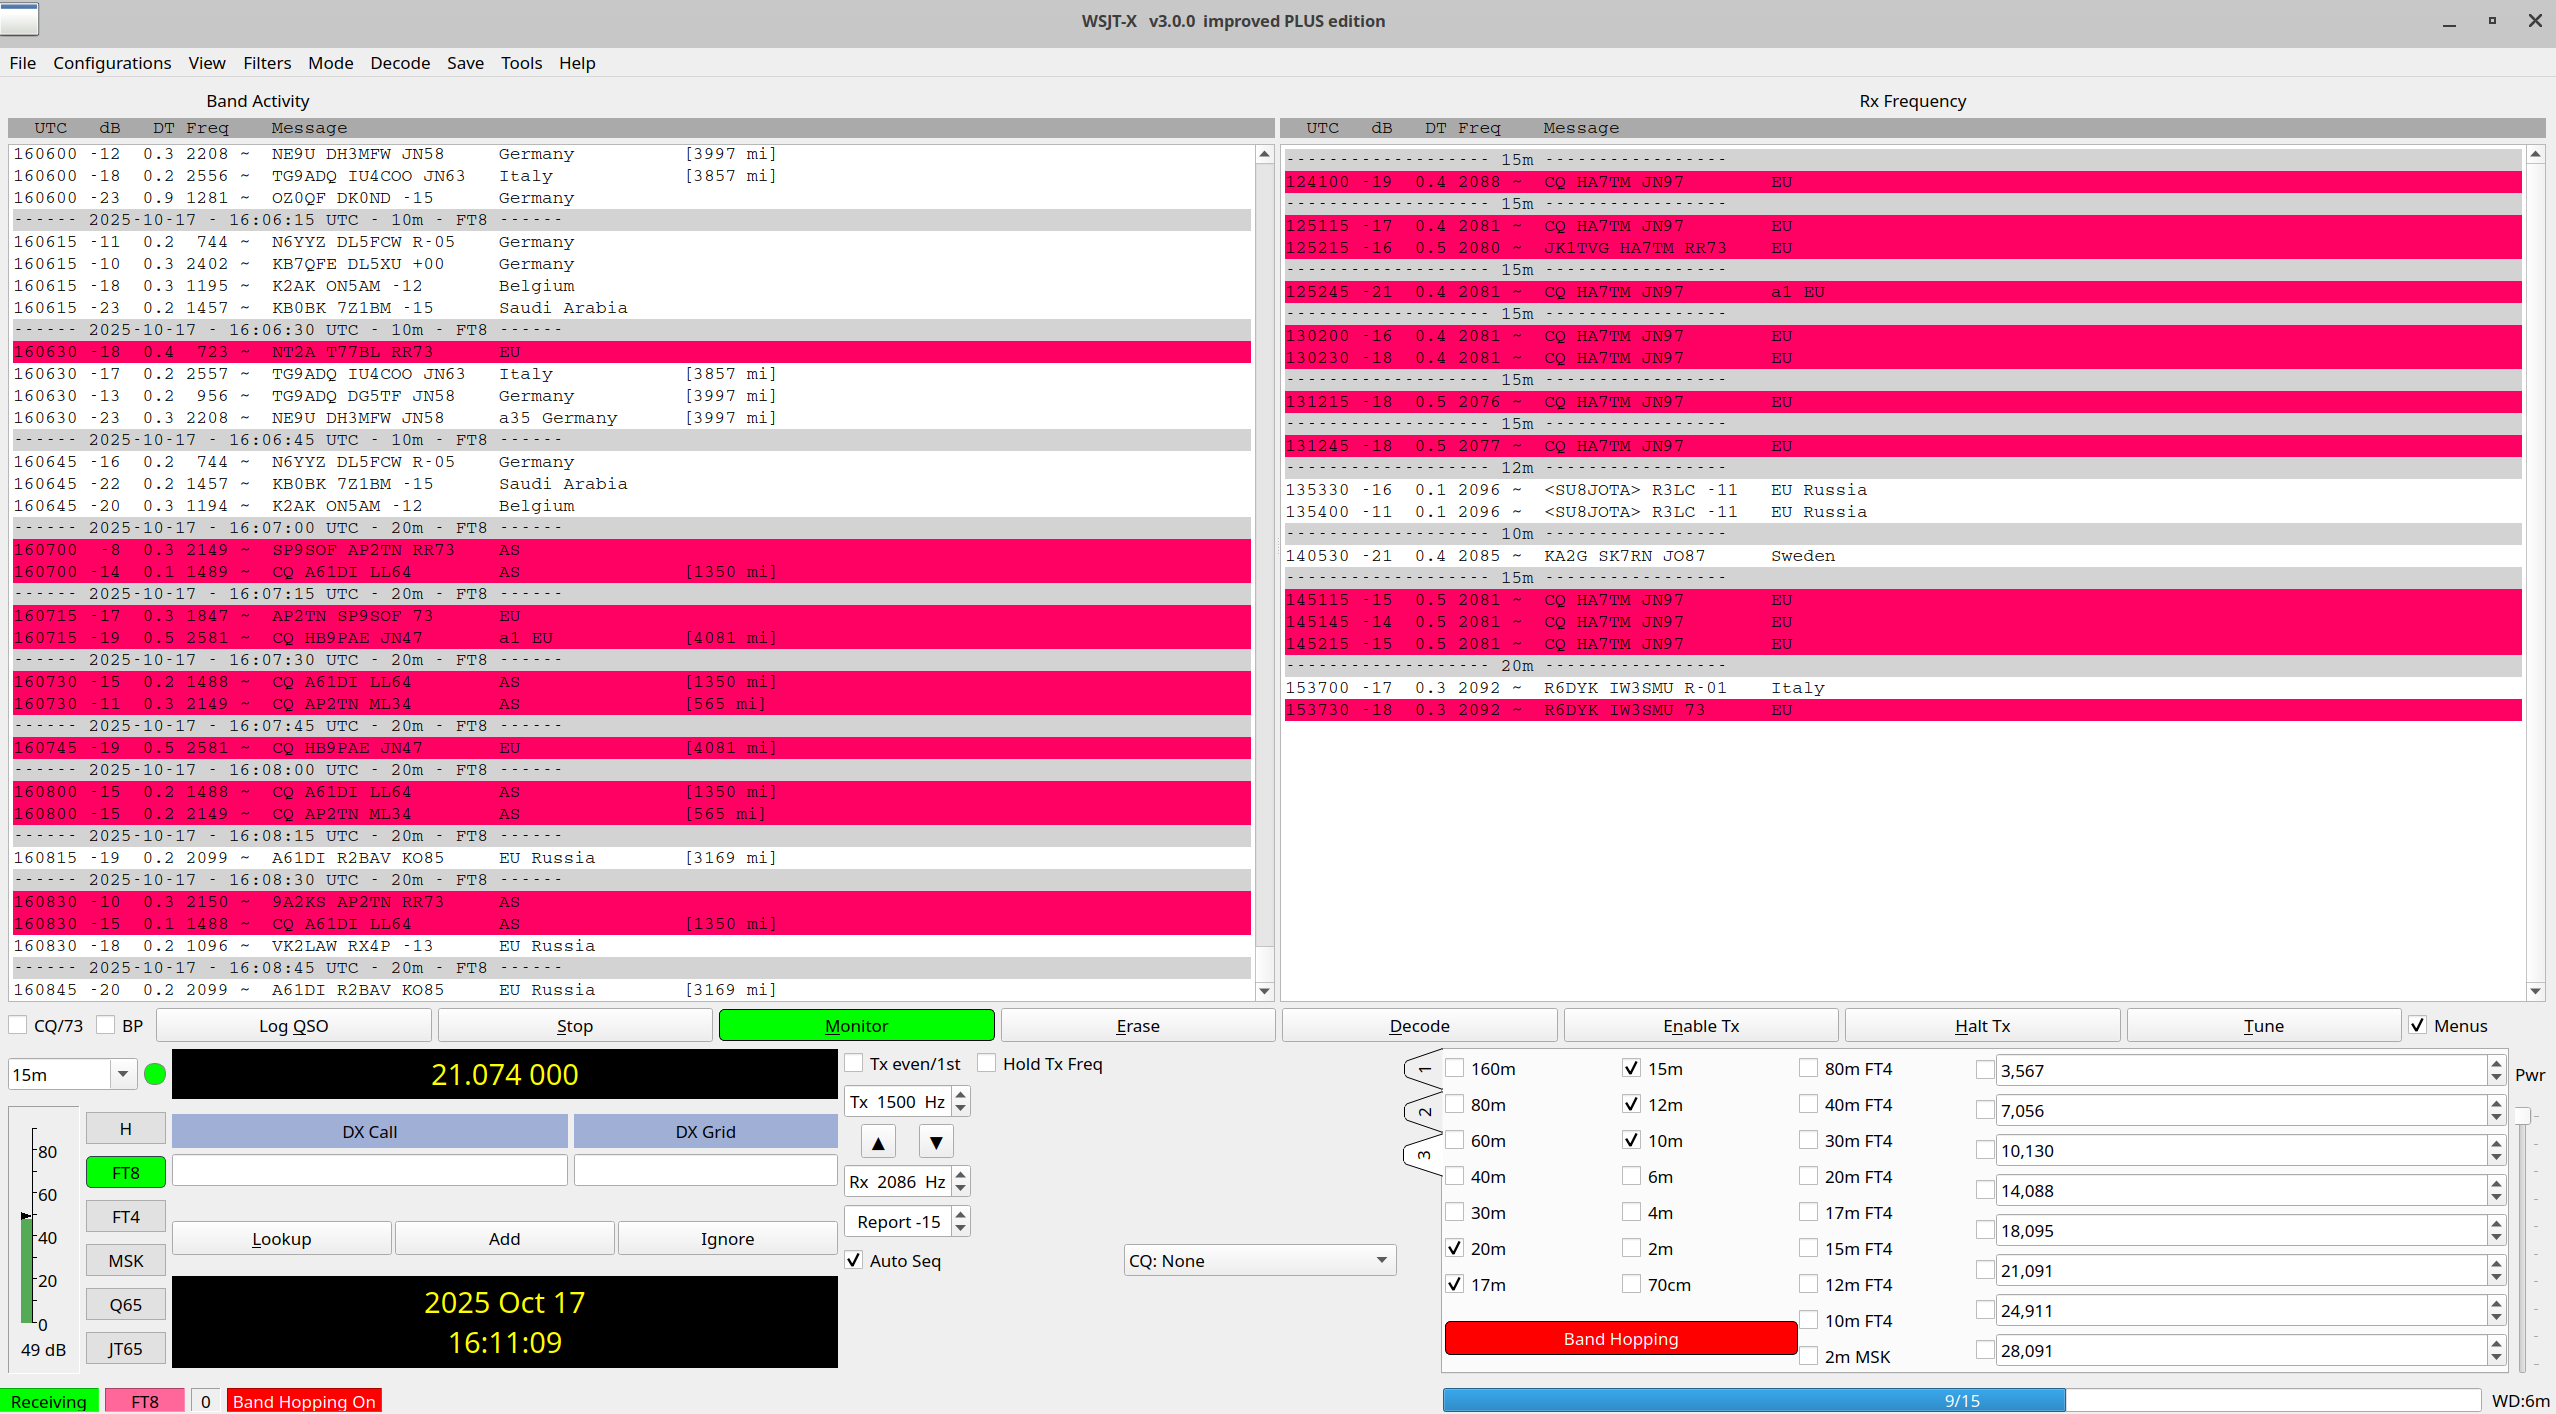 WSJT-X   v3.0.0  improved PLUS edition
File Configurations View Filters Mode Decode Save Tools Help
Band Activity
UTC dB DT Freq Message
160600 -12 0.3 2208 ~ NE9U DH3MFW JN58 Germany [3997 mi]
160600 -18 0.2 2556 ~ TG9ADQ IU4COO JN63 Italy [3857 mi]
160600 -23 0.9 1281 ~ OZ0QF DK0ND -15 Germany
------ 2025-10-17 - 16:06:15 UTC - 10m - FT8 ------
160615 -11 0.2 744 ~ N6YYZ DL5FCW R-05 Germany
160615 -10 0.3 2402 ~ KB7QFE DL5XU +00 Germany
160615 -18 0.3 1195 ~ K2AK ON5AM -12 Belgium
160615 -23 0.2 1457 ~ KB0BK 7Z1BM -15 Saudi Arabia
------ 2025-10-17 - 16:06:30 UTC - 10m - FT8 ------
160630 -18 0.4 723 ~ NT2A T77BL RR73 EU
160630 -17 0.2 2557 ~ TG9ADQ IU4COO JN63 Italy [3857 mi]
160630 -13 0.2 956 ~ TG9ADQ DG5TF JN58 Germany [3997 mi]
160630 -23 0.3 2208 ~ NE9U DH3MFW JN58 a35 Germany [3997 mi]
------ 2025-10-17 - 16:06:45 UTC - 10m - FT8 ------
160645 -16 0.2 744 ~ N6YYZ DL5FCW R-05 Germany
160645 -22 0.2 1457 ~ KB0BK 7Z1BM -15 Saudi Arabia
160645 -20 0.3 1194 ~ K2AK ON5AM -12 Belgium
------ 2025-10-17 - 16:07:00 UTC - 20m - FT8 ------
160700 -8 0.3 2149 ~ SP9SOF AP2TN RR73 AS
160700 -14 0.1 1489 ~ CQ A61DI LL64 AS [1350 mi]
------ 2025-10-17 - 16:07:15 UTC - 20m - FT8 ------
160715 -17 0.3 1847 ~ AP2TN SP9SOF 73 EU
160715 -19 0.5 2581 ~ CQ HB9PAE JN47 a1 EU [4081 mi]
------ 2025-10-17 - 16:07:30 UTC - 20m - FT8 ------
160730 -15 0.2 1488 ~ CQ A61DI LL64 AS [1350 mi]
160730 -11 0.3 2149 ~ CQ AP2TN ML34 AS [565 mi]
------ 2025-10-17 - 16:07:45 UTC - 20m - FT8 ------
160745 -19 0.5 2581 ~ CQ HB9PAE JN47 EU [4081 mi]
------ 2025-10-17 - 16:08:00 UTC - 20m - FT8 ------
160800 -15 0.2 1488 ~ CQ A61DI LL64 AS [1350 mi]
160800 -15 0.2 2149 ~ CQ AP2TN ML34 AS [565 mi]
------ 2025-10-17 - 16:08:15 UTC - 20m - FT8 ------
160815 -19 0.2 2099 ~ A61DI R2BAV KO85 EU Russia [3169 mi]
------ 2025-10-17 - 16:08:30 UTC - 20m - FT8 ------
160830 -10 0.3 2150 ~ 9A2KS AP2TN RR73 AS
160830 -15 0.1 1488 ~ CQ A61DI LL64 AS [1350 mi]
160830 -18 0.2 1096 ~ VK2LAW RX4P -13 EU Russia
------ 2025-10-17 - 16:08:45 UTC - 20m - FT8 ------
160845 -20 0.2 2099 ~ A61DI R2BAV KO85 EU Russia [3169 mi]
Rx Frequency
UTC dB DT Freq Message
------------------- 15m -----------------
124100 -19 0.4 2088 ~ CQ HA7TM JN97 EU
------------------- 15m -----------------
125115 -17 0.4 2081 ~ CQ HA7TM JN97 EU
125215 -16 0.5 2080 ~ JK1TVG HA7TM RR73 EU
------------------- 15m -----------------
125245 -21 0.4 2081 ~ CQ HA7TM JN97 a1 EU
------------------- 15m -----------------
130200 -16 0.4 2081 ~ CQ HA7TM JN97 EU
130230 -18 0.4 2081 ~ CQ HA7TM JN97 EU
------------------- 15m -----------------
131215 -18 0.5 2076 ~ CQ HA7TM JN97 EU
------------------- 15m -----------------
131245 -18 0.5 2077 ~ CQ HA7TM JN97 EU
------------------- 12m -----------------
135330 -16 0.1 2096 ~ <SU8JOTA> R3LC -11 EU Russia
135400 -11 0.1 2096 ~ <SU8JOTA> R3LC -11 EU Russia
------------------- 10m -----------------
140530 -21 0.4 2085 ~ KA2G SK7RN JO87 Sweden
------------------- 15m -----------------
145115 -15 0.5 2081 ~ CQ HA7TM JN97 EU
145145 -14 0.5 2081 ~ CQ HA7TM JN97 EU
145215 -15 0.5 2081 ~ CQ HA7TM JN97 EU
------------------- 20m -----------------
153700 -17 0.3 2092 ~ R6DYK IW3SMU R-01 Italy
153730 -18 0.3 2092 ~ R6DYK IW3SMU 73 EU
CQ/73 BP Log QSO Stop Monitor Erase Decode Enable Tx Halt Tx Tune Menus
15m 21.074 000
80
60
40
20
0
49 dB
H
FT8
FT4
MSK
Q65
JT65
DX Call DX Grid
Lookup Add Ignore
2025 Oct 17
16:11:09
Tx even/1st Hold Tx Freq
Tx 1500 Hz
▲ ▼
Rx 2086 Hz
Report -15
Auto Seq
CQ: None
1
2
3
160m 15m 80m FT4 3,567
80m 12m 40m FT4 7,056
60m 10m 30m FT4 10,130
40m 6m 20m FT4 14,088
30m 4m 17m FT4 18,095
20m 2m 15m FT4 21,091
17m 70cm 12m FT4 24,911
Band Hopping 10m FT4
2m MSK 28,091
Pwr
Receiving FT8 0 Band Hopping On 9/15 WD:6m